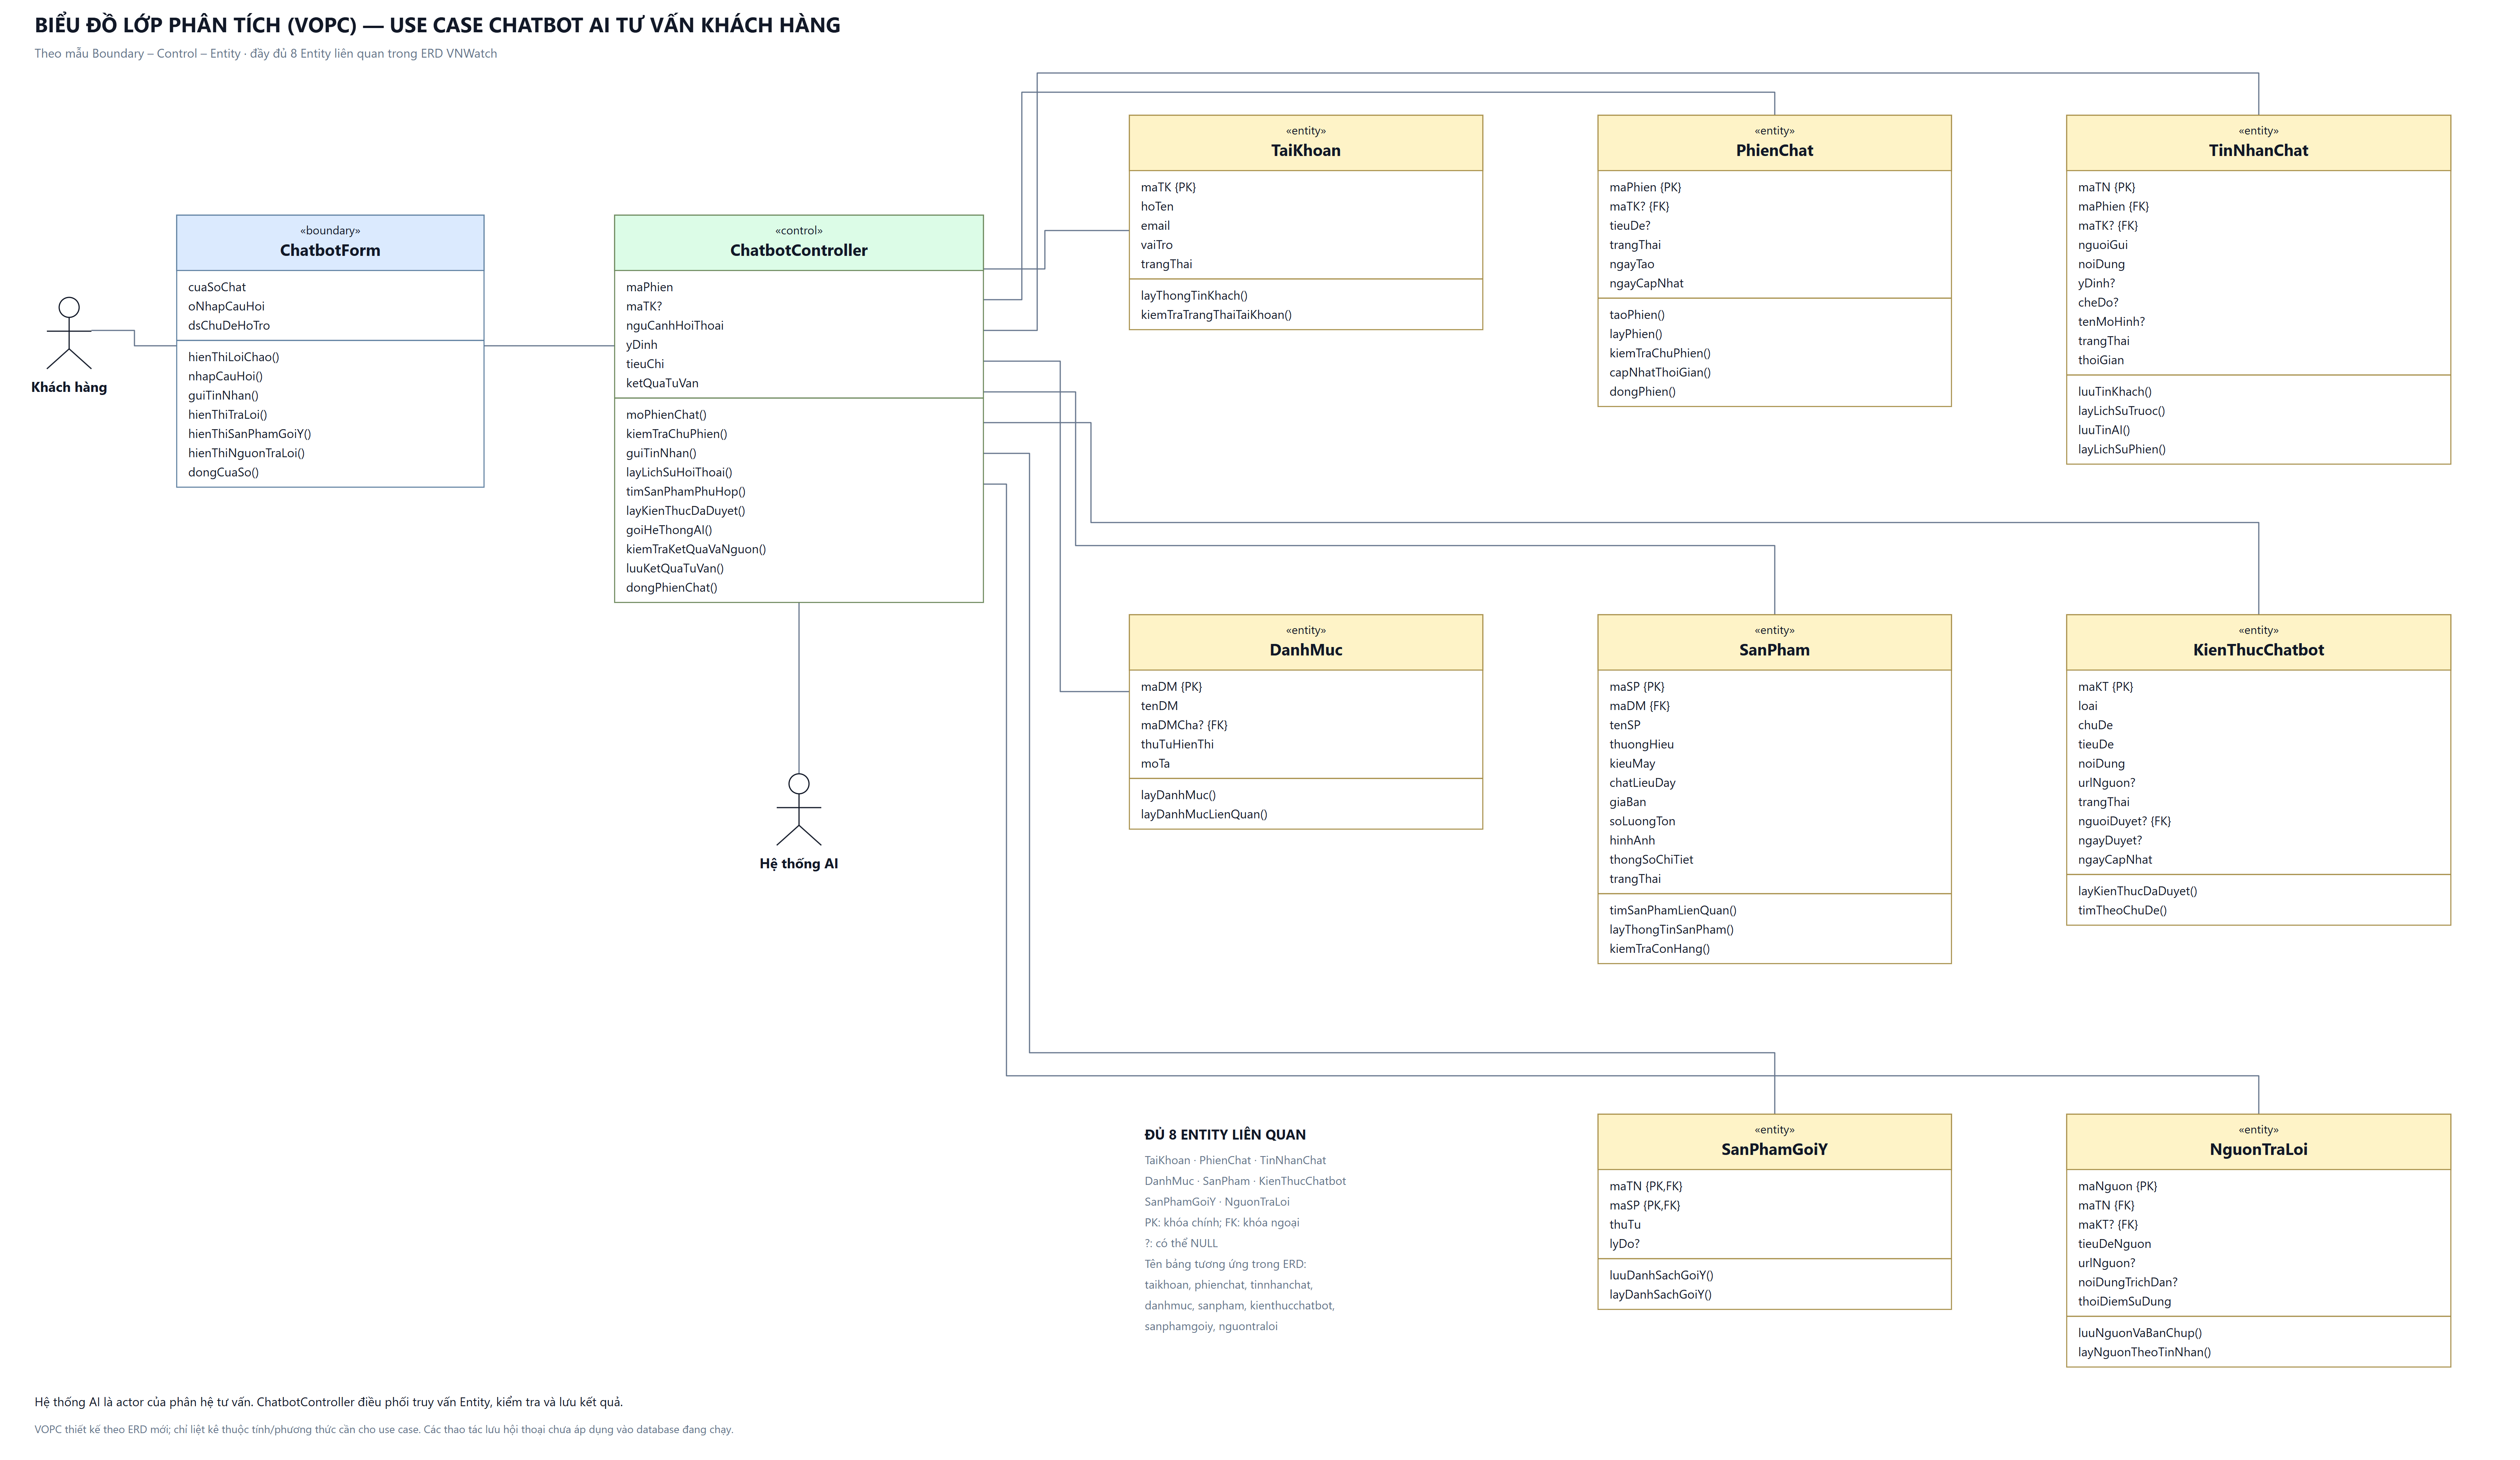 BIỂU ĐỒ LỚP PHÂN TÍCH (VOPC) — USE CASE CHATBOT AI TƯ VẤN KHÁCH HÀNG
Theo mẫu Boundary – Control – Entity · đầy đủ 8 Entity liên quan trong ERD VNWatch
Khách hàng
«boundary»
ChatbotForm
cuaSoChat
oNhapCauHoi
dsChuDeHoTro
hienThiLoiChao()
nhapCauHoi()
guiTinNhan()
hienThiTraLoi()
hienThiSanPhamGoiY()
hienThiNguonTraLoi()
dongCuaSo()
«control»
ChatbotController
maPhien
maTK?
nguCanhHoiThoai
yDinh
tieuChi
ketQuaTuVan
moPhienChat()
kiemTraChuPhien()
guiTinNhan()
layLichSuHoiThoai()
timSanPhamPhuHop()
layKienThucDaDuyet()
goiHeThongAI()
kiemTraKetQuaVaNguon()
luuKetQuaTuVan()
dongPhienChat()
Hệ thống AI
«entity»
TaiKhoan
maTK {PK}
hoTen
email
vaiTro
trangThai
layThongTinKhach()
kiemTraTrangThaiTaiKhoan()
«entity»
PhienChat
maPhien {PK}
maTK? {FK}
tieuDe?
trangThai
ngayTao
ngayCapNhat
taoPhien()
layPhien()
kiemTraChuPhien()
capNhatThoiGian()
dongPhien()
«entity»
TinNhanChat
maTN {PK}
maPhien {FK}
maTK? {FK}
nguoiGui
noiDung
yDinh?
cheDo?
tenMoHinh?
trangThai
thoiGian
luuTinKhach()
layLichSuTruoc()
luuTinAI()
layLichSuPhien()
«entity»
DanhMuc
maDM {PK}
tenDM
maDMCha? {FK}
thuTuHienThi
moTa
layDanhMuc()
layDanhMucLienQuan()
«entity»
SanPham
maSP {PK}
maDM {FK}
tenSP
thuongHieu
kieuMay
chatLieuDay
giaBan
soLuongTon
hinhAnh
thongSoChiTiet
trangThai
timSanPhamLienQuan()
layThongTinSanPham()
kiemTraConHang()
«entity»
KienThucChatbot
maKT {PK}
loai
chuDe
tieuDe
noiDung
urlNguon?
trangThai
nguoiDuyet? {FK}
ngayDuyet?
ngayCapNhat
layKienThucDaDuyet()
timTheoChuDe()
ĐỦ 8 ENTITY LIÊN QUAN
TaiKhoan · PhienChat · TinNhanChat
DanhMuc · SanPham · KienThucChatbot
SanPhamGoiY · NguonTraLoi
PK: khóa chính; FK: khóa ngoại
?: có thể NULL
Tên bảng tương ứng trong ERD:
taikhoan, phienchat, tinnhanchat,
danhmuc, sanpham, kienthucchatbot,
sanphamgoiy, nguontraloi
«entity»
SanPhamGoiY
maTN {PK,FK}
maSP {PK,FK}
thuTu
lyDo?
luuDanhSachGoiY()
layDanhSachGoiY()
«entity»
NguonTraLoi
maNguon {PK}
maTN {FK}
maKT? {FK}
tieuDeNguon
urlNguon?
noiDungTrichDan?
thoiDiemSuDung
luuNguonVaBanChup()
layNguonTheoTinNhan()
Hệ thống AI là actor của phân hệ tư vấn. ChatbotController điều phối truy vấn Entity, kiểm tra và lưu kết quả.
VOPC thiết kế theo ERD mới; chỉ liệt kê thuộc tính/phương thức cần cho use case. Các thao tác lưu hội thoại chưa áp dụng vào database đang chạy.